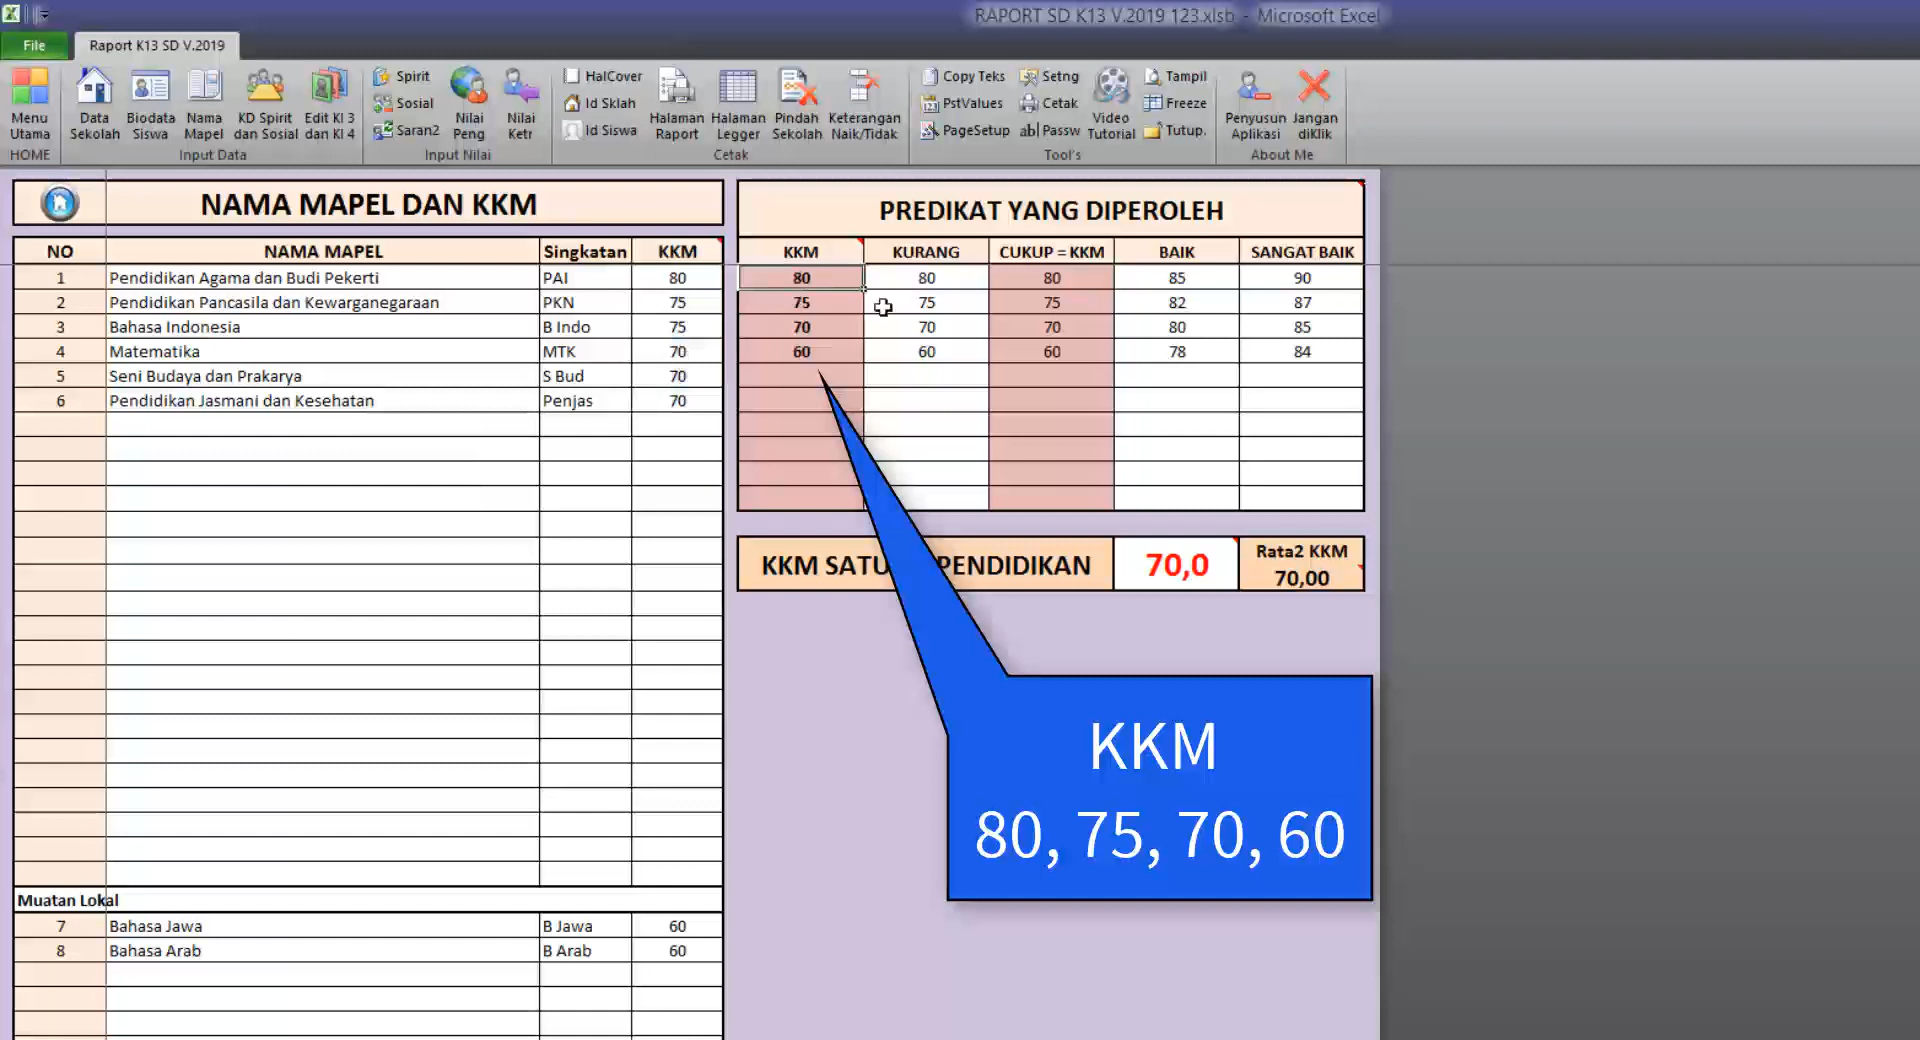 RAPORT SD K13 V.2019 123.xlsb - Microsoft Excel
File
Raport K13 SD V.2019
Menu Utama
HOME
Data Sekolah
Biodata Siswa
Nama Mapel
KD Spirit dan Sosial
Edit KI 3 dan KI 4
Input Data
Spirit
Sosial
Saran2
Nilai Peng
Nilai Ketr
Input Nilai
HalCover
Id Sklah
Id Siswa
Halaman Raport
Halaman Legger
Pindah Sekolah
Keterangan Naik/Tidak
Cetak
Copy Teks
PstValues
PageSetup
Setng
Cetak
Passw
Video Tutorial
Tampil
Freeze
Tutup.
Tool's
Penyusun Aplikasi
Jangan diKlik
About Me
NAMA MAPEL DAN KKM
NO NAMA MAPEL Singkatan KKM
1 Pendidikan Agama dan Budi Pekerti PAI 80
2 Pendidikan Pancasila dan Kewarganegaraan PKN 75
3 Bahasa Indonesia B Indo 75
4 Matematika MTK 70
5 Seni Budaya dan Prakarya S Bud 70
6 Pendidikan Jasmani dan Kesehatan Penjas 70
Muatan Lokal
7 Bahasa Jawa B Jawa 60
8 Bahasa Arab B Arab 60
PREDIKAT YANG DIPEROLEH
KKM KURANG CUKUP = KKM BAIK SANGAT BAIK
80 80 80 85 90
75 75 75 82 87
70 70 70 80 85
60 60 60 78 84
KKM SATU PENDIDIKAN 70,0
Rata2 KKM
70,00
KKM
80, 75, 70, 60